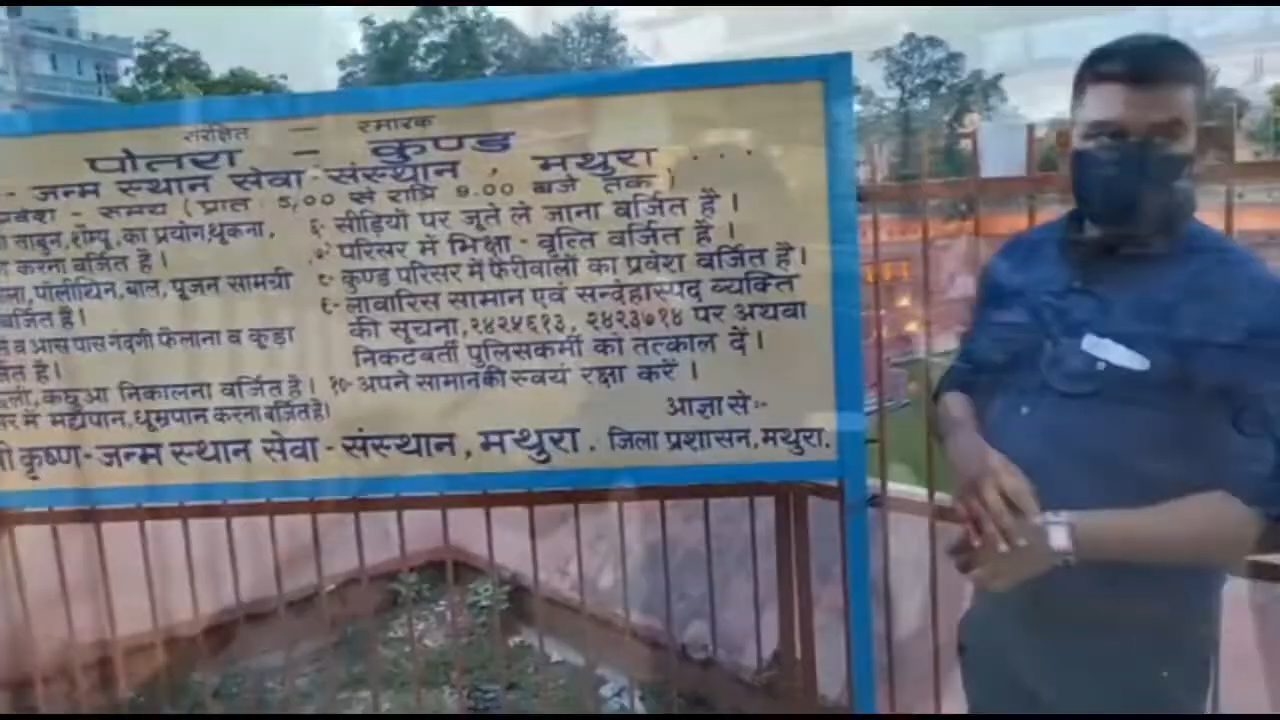 संरक्षित — स्मारक
पोतरा — कुण्ड
जन्म स्थान सेवा-संस्थान, मथुरा ...
प्रवेश - समय (प्रातः 5,00 से रात्रि 9.00 बजे तक)
साबुन, शैम्पू, का प्रयोग, थूकना,
करना वर्जित है।
पॉलीथिन, बाल, पूजन सामग्री
वर्जित है।
व आस पास गंदगी फैलाना व कूड़ा
है।
कछुआ निकालना वर्जित है।
में मद्यपान, धूम्रपान करना वर्जित है।
६- सीड़ियों पर जूते ले जाना वर्जित है।
७- परिसर में भिक्षा - वृत्ति वर्जित है।
८- कुण्ड परिसर में फेरीवालों का प्रवेश वर्जित है।
९- लावारिस सामान एवं सन्देहास्पद व्यक्ति
की सूचना, २४२५६१३, २४२३७१४ पर अथवा
निकटवर्ती पुलिसकर्मी को तत्काल दें।
१०- अपने सामान की स्वयं रक्षा करें।
आज्ञा से:-
कृष्ण-जन्म स्थान सेवा-संस्थान, मथुरा. जिला प्रशासन, मथुरा.